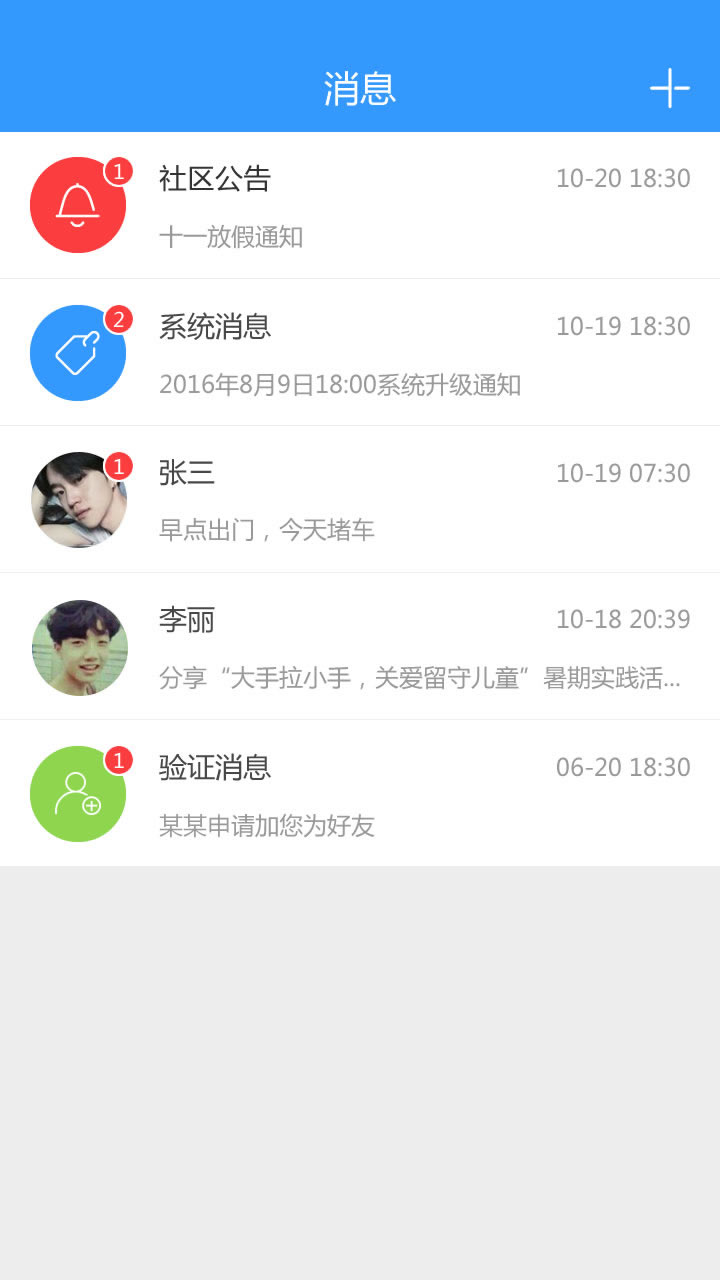 消息
1
社区公告 10-20 18:30
十一放假通知
2
系统消息 10-19 18:30
2016年8月9日18:00系统升级通知
1
张三 10-19 07:30
早点出门，今天堵车
李丽 10-18 20:39
分享“大手拉小手，关爱留守儿童”暑期实践活...
1
验证消息 06-20 18:30
某某申请加您为好友